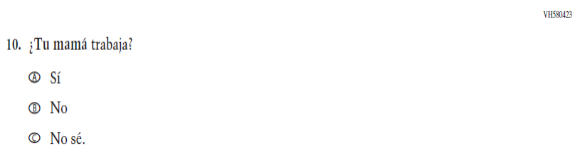 VH580423
10. ¿Tu mamá trabaja?
Ⓐ Sí
Ⓑ No
Ⓒ No sé.